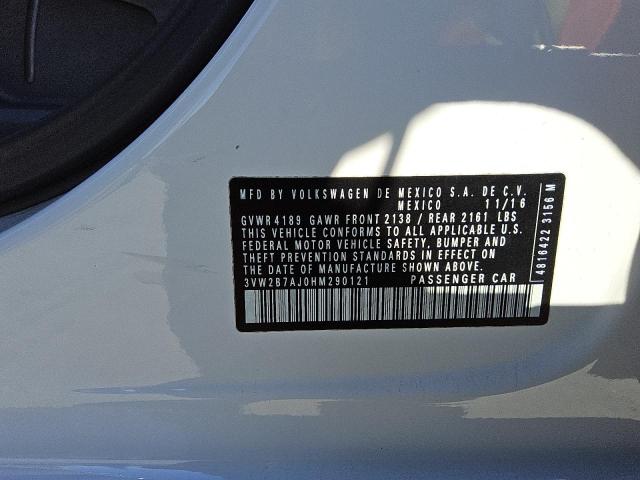 MFD BY VOLKSWAGEN DE MEXICO S.A. DE C.V.
MEXICO 11/16
GVWR 4189 GAWR FRONT 2138 / REAR 2161 LBS
THIS VEHICLE CONFORMS TO ALL APPLICABLE U.S.
FEDERAL MOTOR VEHICLE SAFETY, BUMPER AND
THEFT PREVENTION STANDARDS IN EFFECT ON
THE DATE OF MANUFACTURE SHOWN ABOVE.
3VW2B7AJ0HM290121 PASSENGER CAR
4816422 3156 M